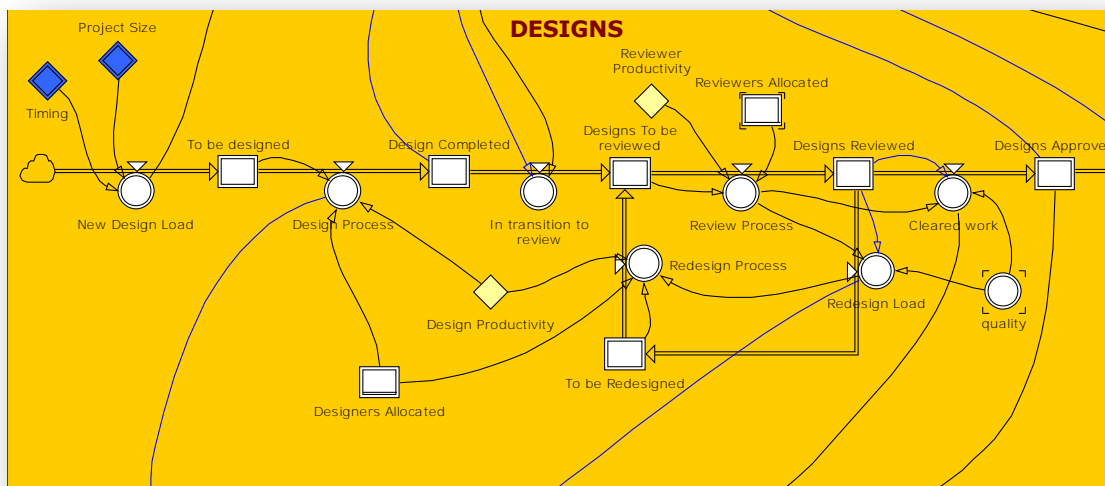 DESIGNS
Project Size
Timing
Reviewer
Productivity
Reviewers Allocated
To be designed
Design Completed
Designs To be
reviewed
Designs Reviewed
Designs Approve
New Design Load
Design Process
In transition to
review
Review Process
Cleared work
Redesign Process
Redesign Load
Design Productivity
quality
To be Redesigned
Designers Allocated